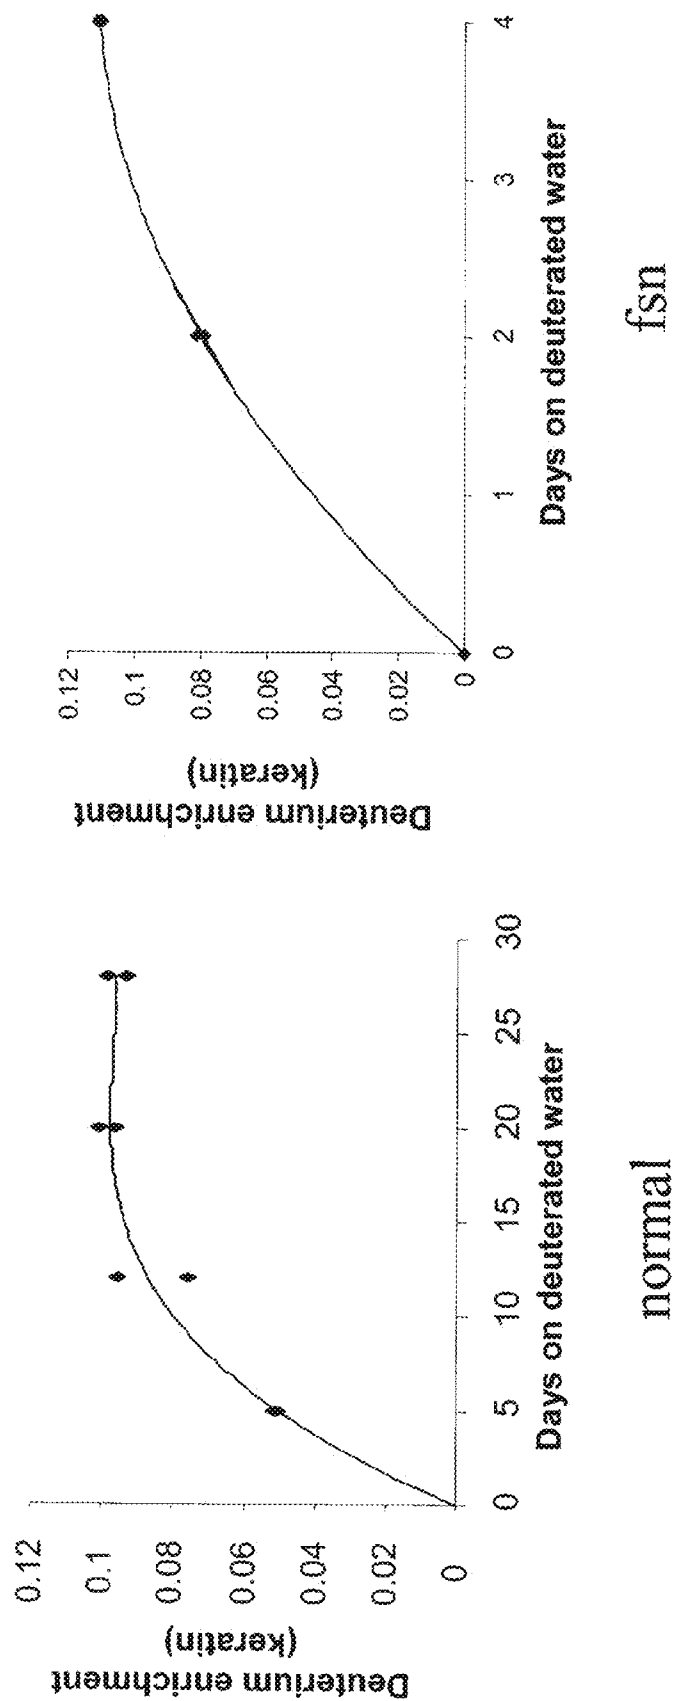 Deuterium enrichment
(keratin)
0.12
0.1
0.08
0.06
0.04
0.02
0
0 5 10 15 20 25 30
Days on deuterated water
normal
Deuterium enrichment
(keratin)
0.12
0.1
0.08
0.06
0.04
0.02
0
0 1 2 3 4
Days on deuterated water
fsn